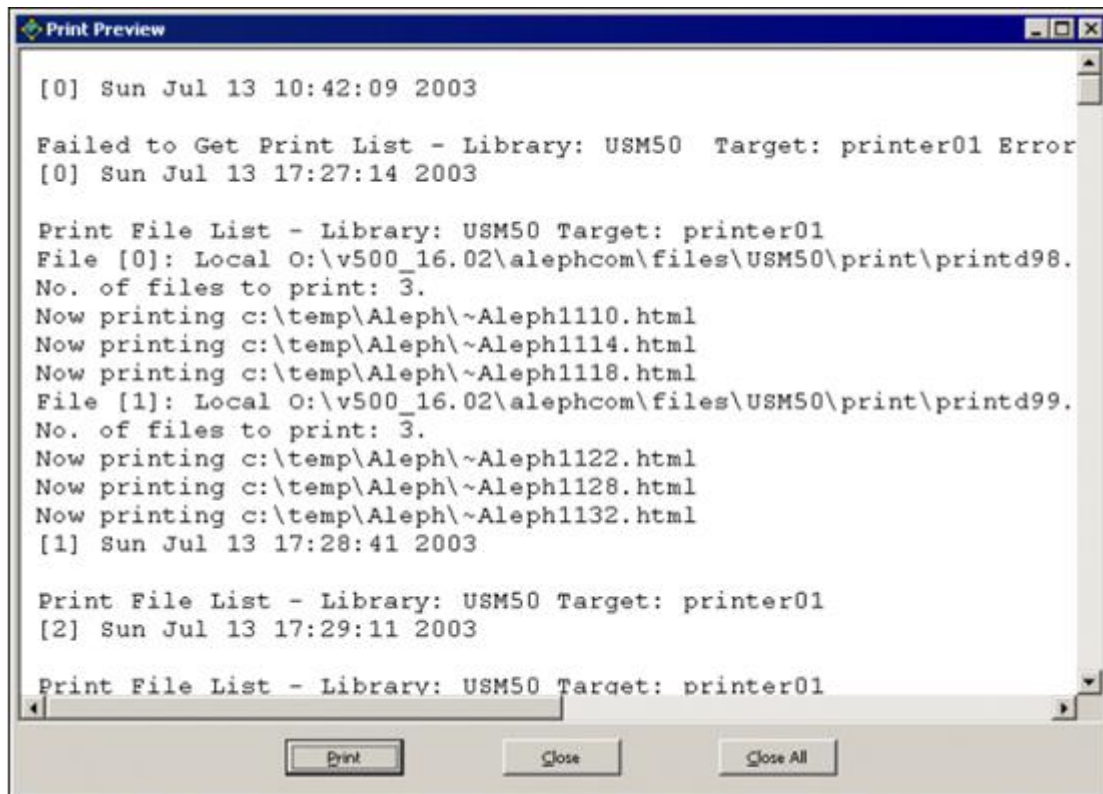 Print Preview
[0] Sun Jul 13 10:42:09 2003
Failed to Get Print List - Library: USM50  Target: printer01 Error
[0] Sun Jul 13 17:27:14 2003
Print File List - Library: USM50 Target: printer01
File [0]: Local O:\v500_16.02\alephcom\files\USM50\print\printd98.
No. of files to print: 3.
Now printing c:\temp\Aleph\~Aleph1110.html
Now printing c:\temp\Aleph\~Aleph1114.html
Now printing c:\temp\Aleph\~Aleph1118.html
File [1]: Local O:\v500_16.02\alephcom\files\USM50\print\printd99.
No. of files to print: 3.
Now printing c:\temp\Aleph\~Aleph1122.html
Now printing c:\temp\Aleph\~Aleph1128.html
Now printing c:\temp\Aleph\~Aleph1132.html
[1] Sun Jul 13 17:28:41 2003
Print File List - Library: USM50 Target: printer01
[2] Sun Jul 13 17:29:11 2003
Print File List - Library: USM50 Target: printer01
Print
Close
Close All